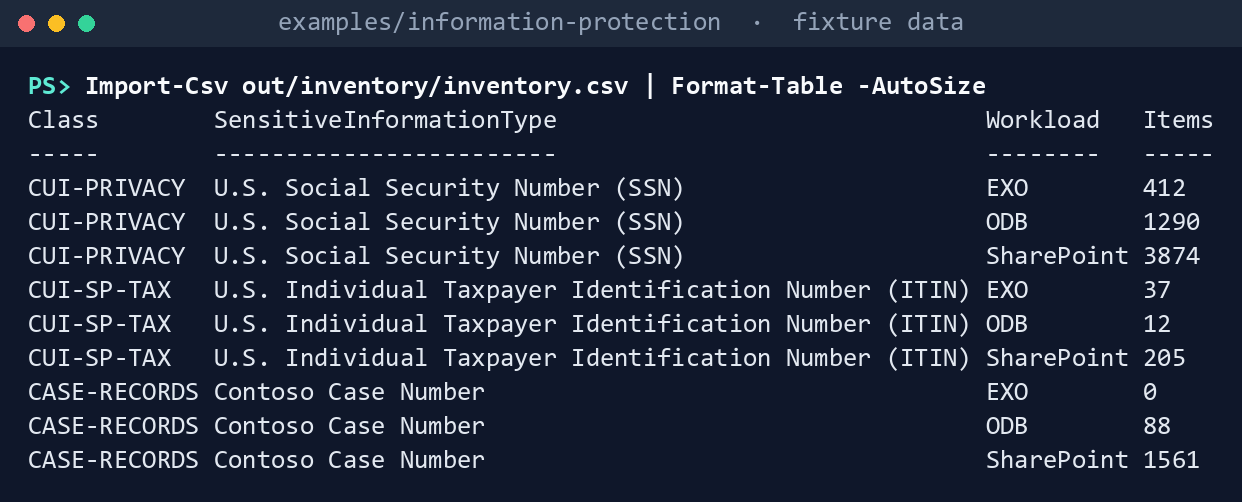 examples/information-protection · fixture data
PS> Import-Csv out/inventory/inventory.csv | Format-Table -AutoSize
Class        SensitiveInformationType                              Workload   Items
-----        ------------------------                              --------   -----
CUI-PRIVACY  U.S. Social Security Number (SSN)                     EXO        412
CUI-PRIVACY  U.S. Social Security Number (SSN)                     ODB        1290
CUI-PRIVACY  U.S. Social Security Number (SSN)                     SharePoint 3874
CUI-SP-TAX   U.S. Individual Taxpayer Identification Number (ITIN) EXO        37
CUI-SP-TAX   U.S. Individual Taxpayer Identification Number (ITIN) ODB        12
CUI-SP-TAX   U.S. Individual Taxpayer Identification Number (ITIN) SharePoint 205
CASE-RECORDS Contoso Case Number                                   EXO        0
CASE-RECORDS Contoso Case Number                                   ODB        88
CASE-RECORDS Contoso Case Number                                   SharePoint 1561